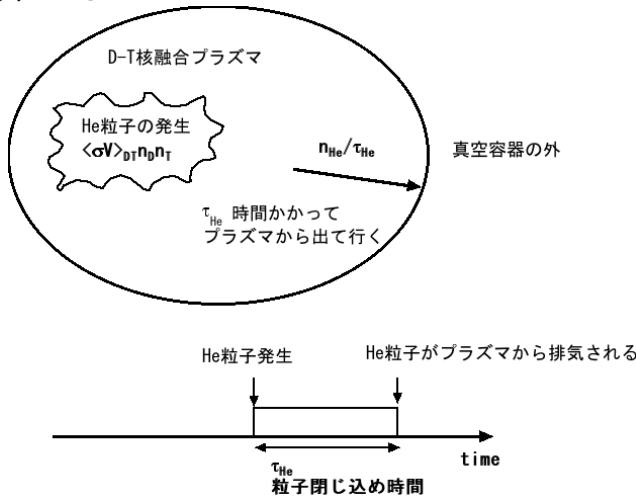 D-T核融合プラズマ
He粒子の発生
<σV>DTnDnT
nHe/τHe
真空容器の外
τHe 時間かかって
プラズマから出て行く
He粒子発生
He粒子がプラズマから排気される
time
τHe
粒子閉じ込め時間